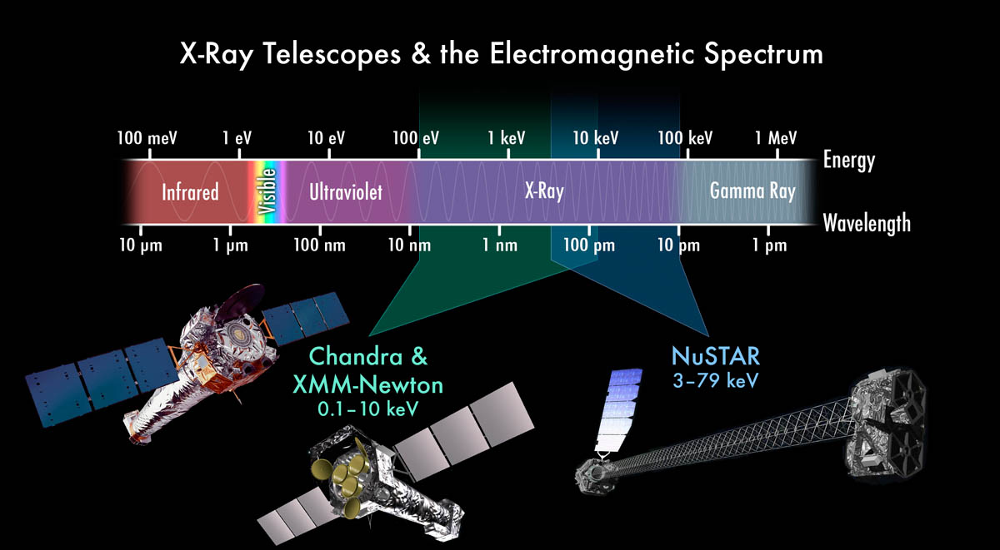 X-Ray Telescopes & the Electromagnetic Spectrum
100 meV 1 eV 10 eV 100 eV 1 keV 10 keV 100 keV 1 MeV
Energy
Infrared Visible Ultraviolet X-Ray Gamma Ray
Wavelength
10 µm 1 µm 100 nm 10 nm 1 nm 100 pm 10 pm 1 pm
Chandra &
XMM-Newton
0.1–10 keV
NuSTAR
3–79 keV